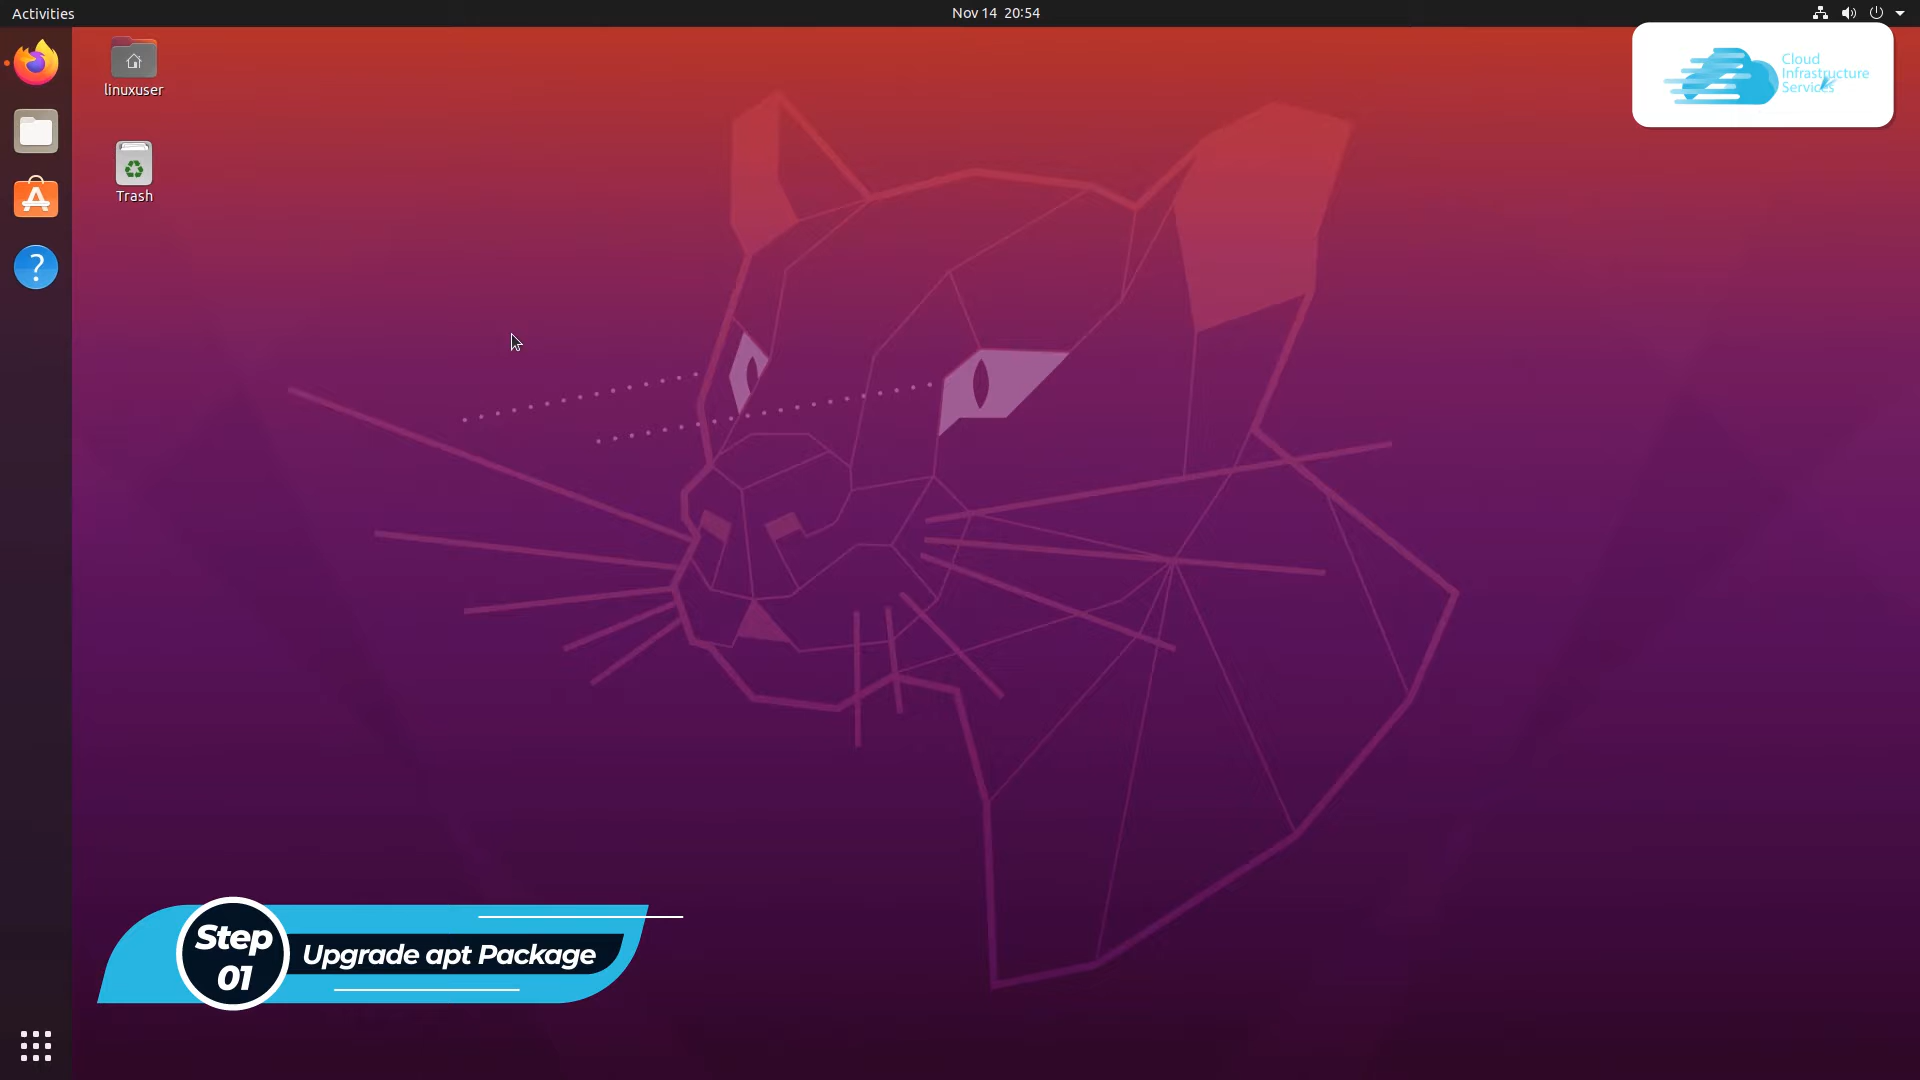 Activities
Nov 14 20:54
linuxuser
Trash
Cloud
Infrastructure
Services
Step
01
Upgrade apt Package